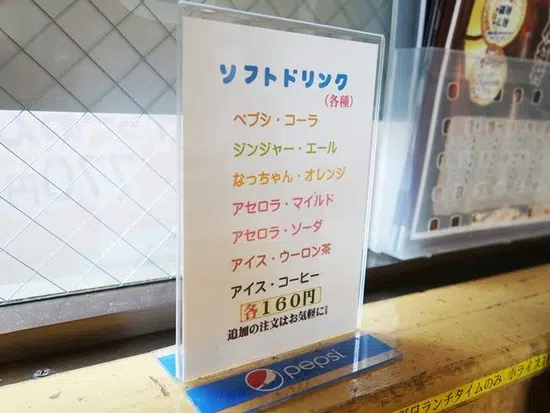 ソフトドリンク
(各種)
ペプシ・コーラ
ジンジャー・エール
なっちゃん・オレンジ
アセロラ・マイルド
アセロラ・ソーダ
アイス・ウーロン茶
アイス・コーヒー
各160円
追加の注文はお気軽に
pepsi
ランチタイムのみ 小ライス